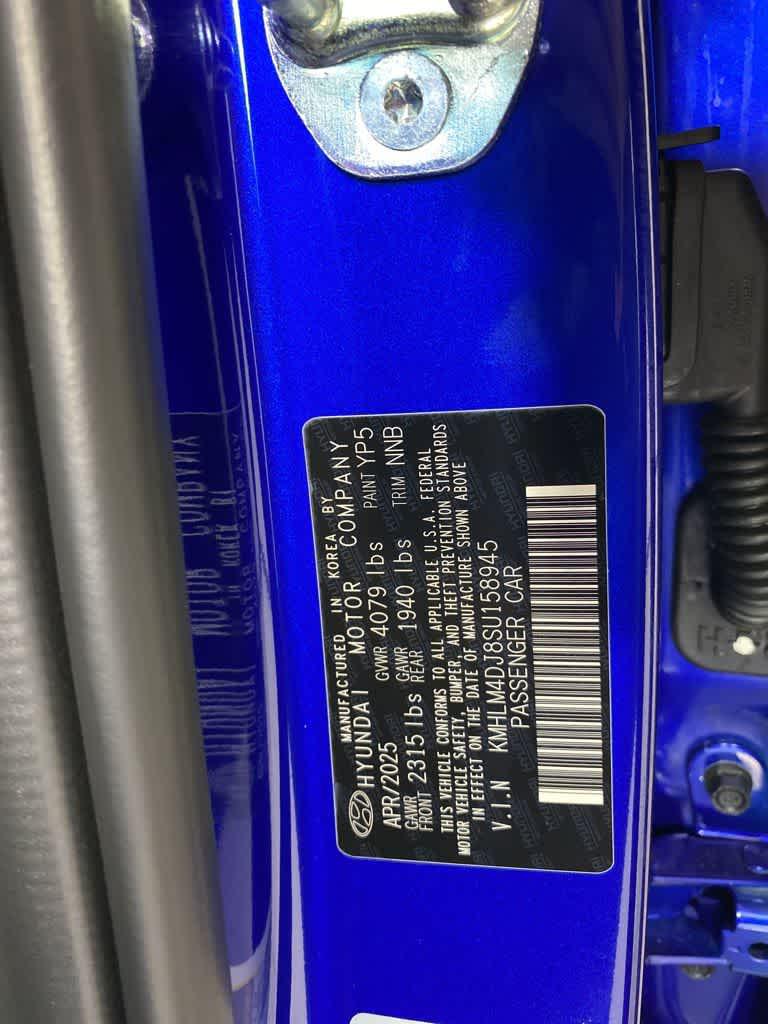 MANUFACTURED IN KOREA BY
HYUNDAI MOTOR COMPANY
APR/2025 GVWR 4079 lbs PAINT YP5
GAWR FRONT 2315 lbs GAWR REAR 1940 lbs TRIM NNB
THIS VEHICLE CONFORMS TO ALL APPLICABLE U.S.A. FEDERAL
MOTOR VEHICLE SAFETY, BUMPER, AND THEFT PREVENTION STANDARDS
IN EFFECT ON THE DATE OF MANUFACTURE SHOWN ABOVE
V.I.N KMHLM4DJ8SU158945
PASSENGER CAR